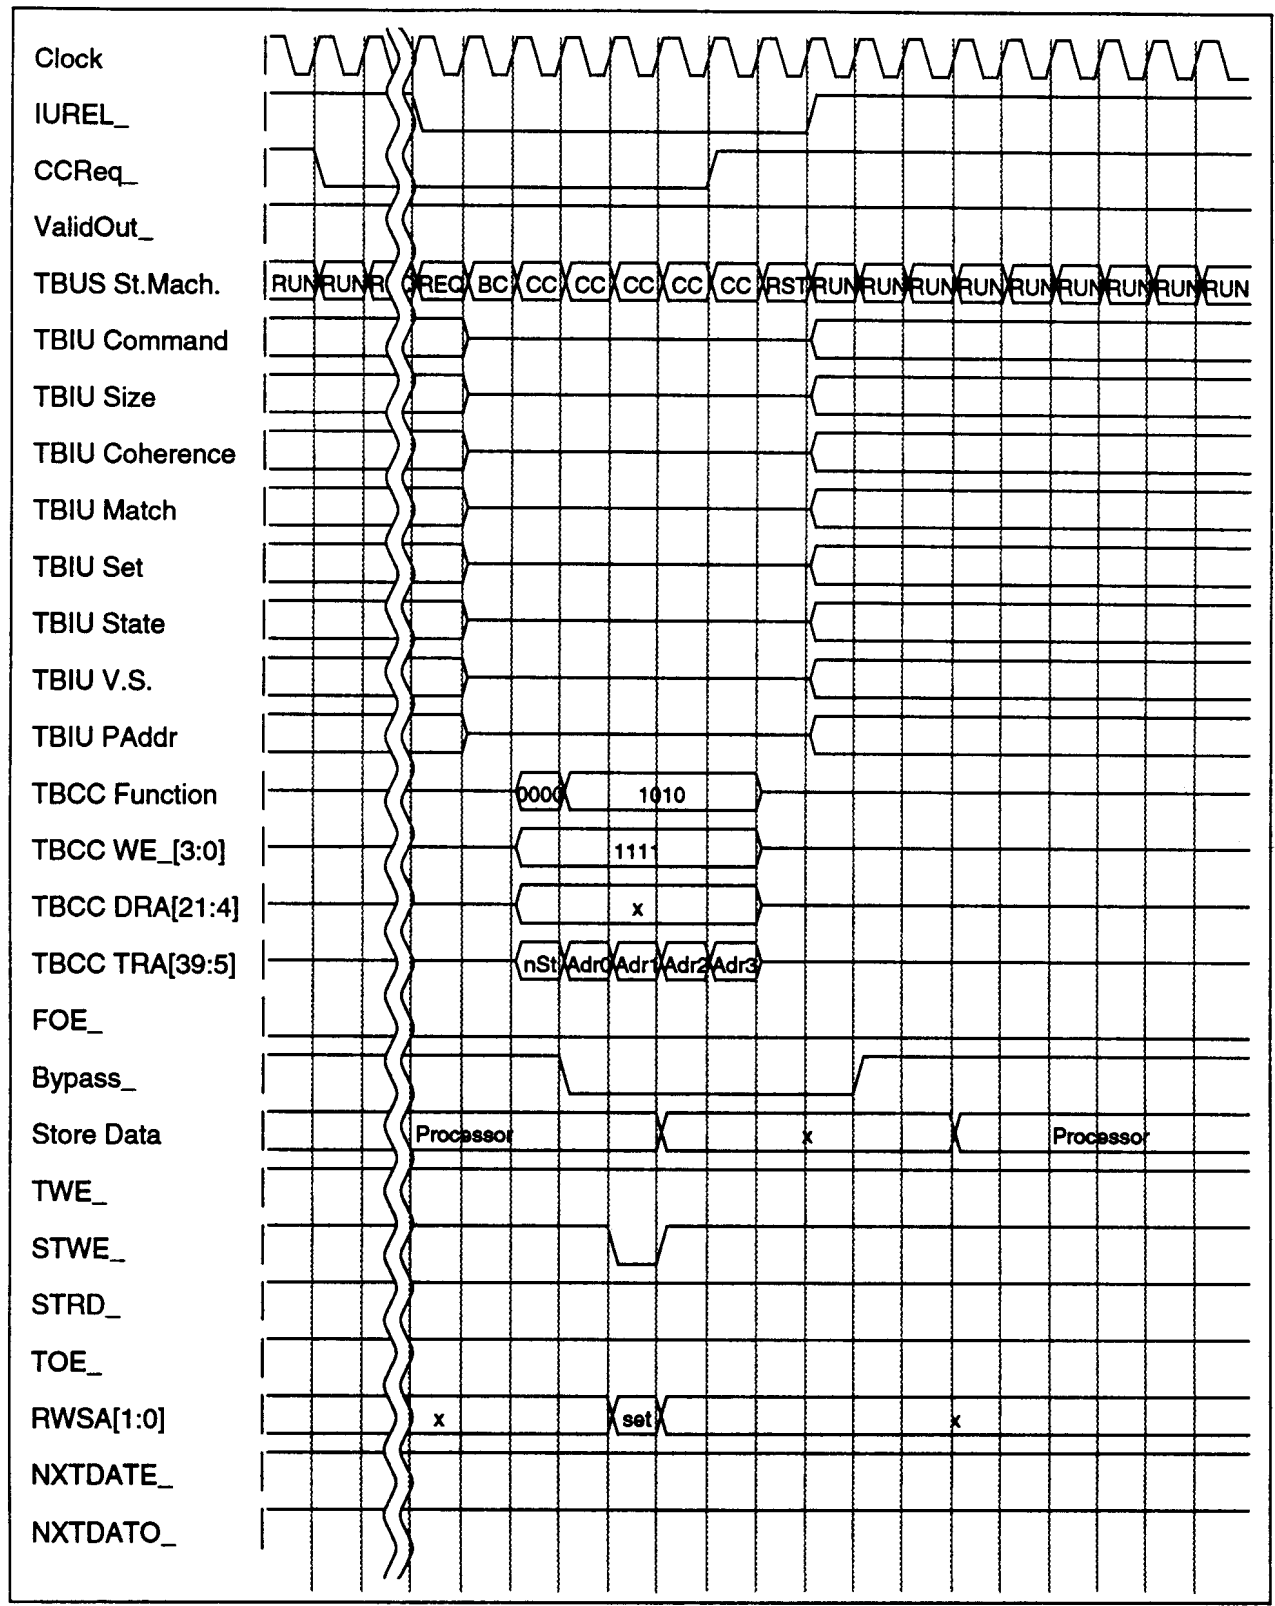 Clock
IUREL_
CCReq_
ValidOut_
TBUS St.Mach. RUN RUN REQ BC CC CC CC CC CC RST RUN RUN RUN RUN RUN RUN RUN RUN RUN
TBIU Command
TBIU Size
TBIU Coherence
TBIU Match
TBIU Set
TBIU State
TBIU V.S.
TBIU PAddr
TBCC Function 0000 1010
TBCC WE_[3:0] 1111
TBCC DRA[21:4] x
TBCC TRA[39:5] nSt Adr0 Adr1 Adr2 Adr3
FOE_
Bypass_
Store Data Processor x Processor
TWE_
STWE_
STRD_
TOE_
RWSA[1:0] x set x
NXTDATE_
NXTDATO_